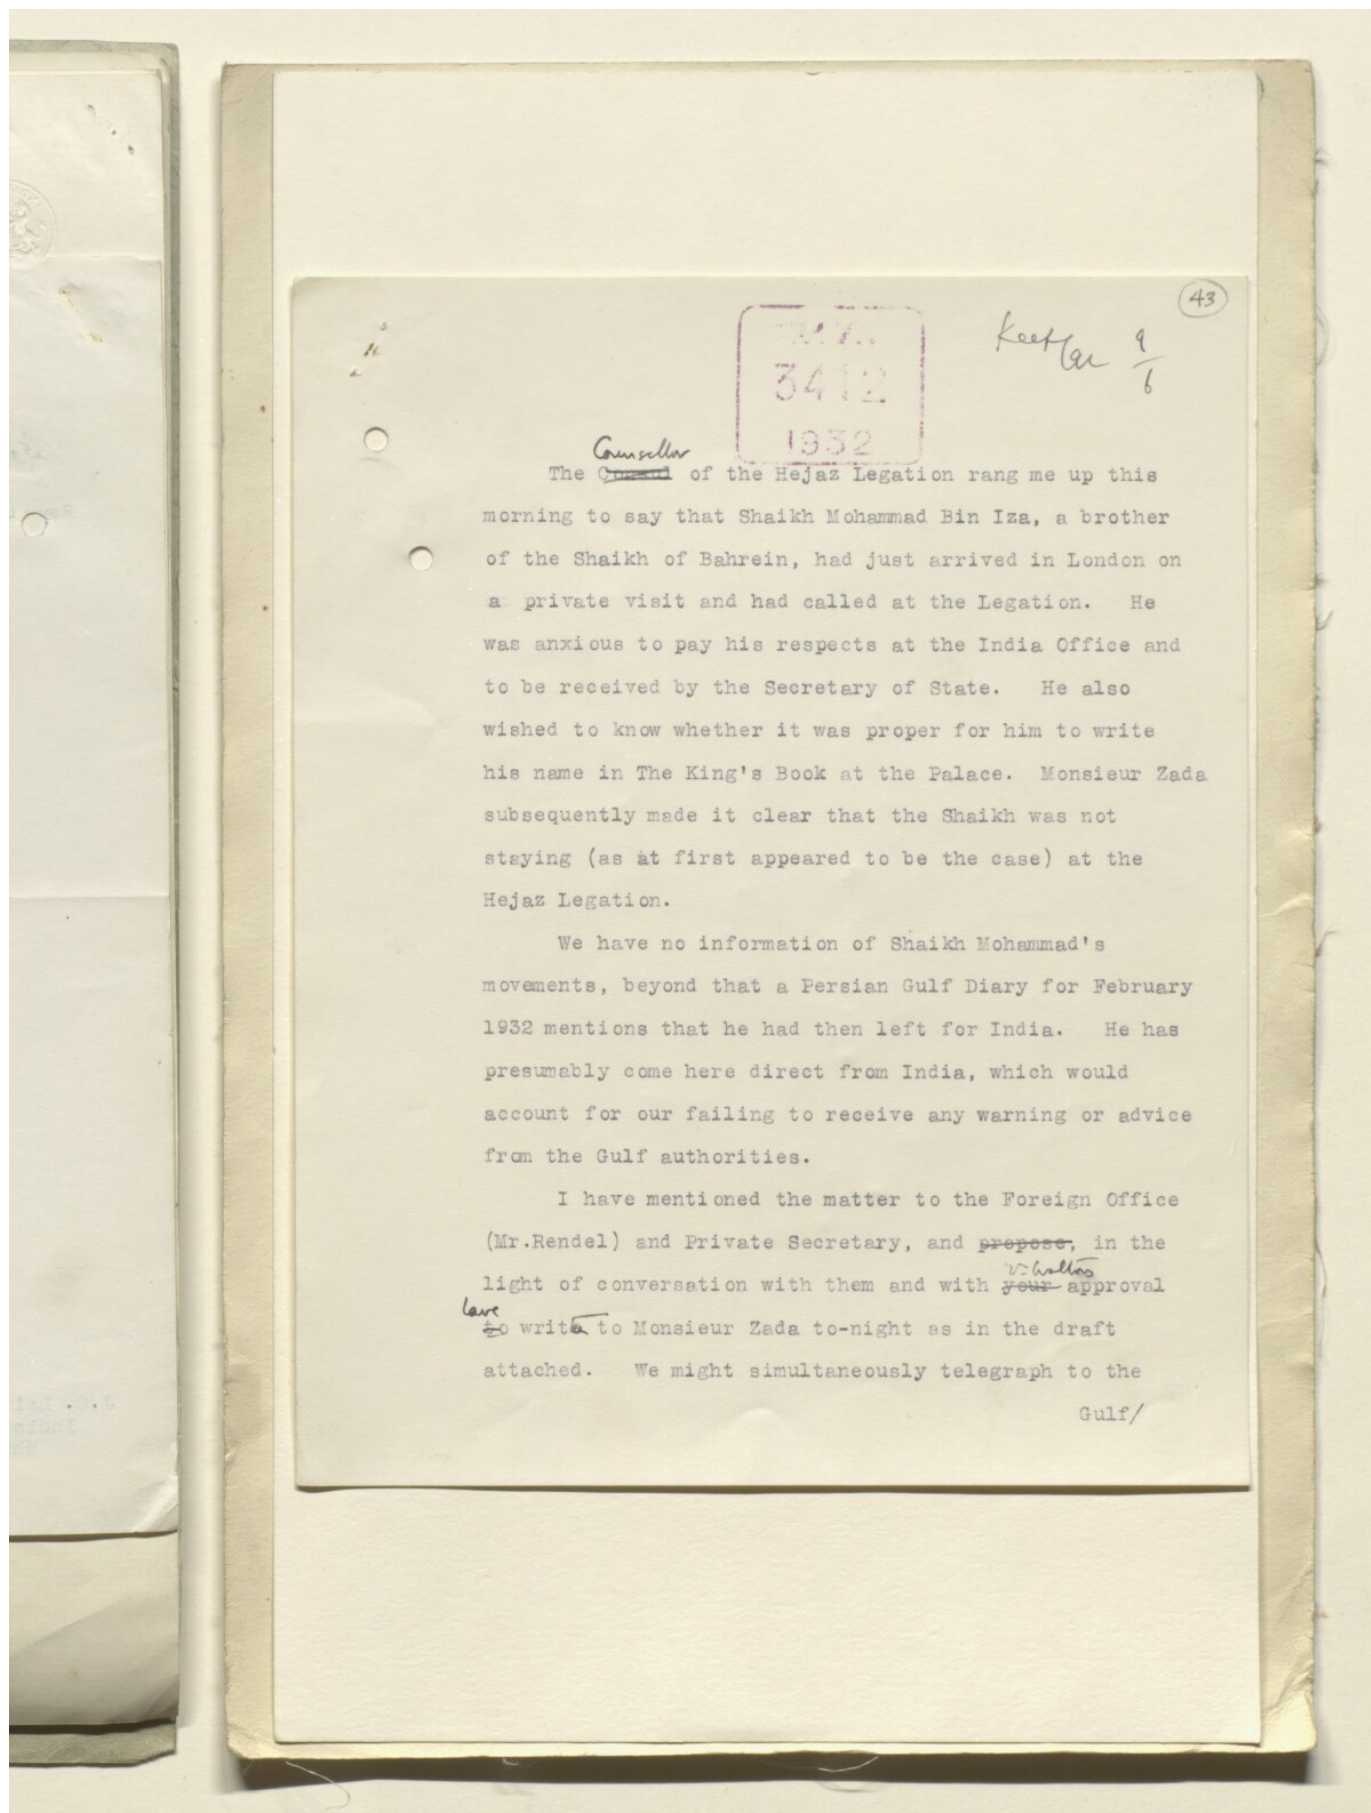 43
9
6
3412
1932
Counsellor
The Consul of the Hejaz Legation rang me up this
morning to say that Shaikh Mohammad Bin Iza, a brother
of the Shaikh of Bahrein, had just arrived in London on
a private visit and had called at the Legation. He
was anxious to pay his respects at the India Office and
to be received by the Secretary of State. He also
wished to know whether it was proper for him to write
his name in The King's Book at the Palace. Monsieur Zada
subsequently made it clear that the Shaikh was not
staying (as at first appeared to be the case) at the
Hejaz Legation.
We have no information of Shaikh Mohammad's
movements, beyond that a Persian Gulf Diary for February
1932 mentions that he had then left for India. He has
presumably come here direct from India, which would
account for our failing to receive any warning or advice
from the Gulf authorities.
I have mentioned the matter to the Foreign Office
(Mr.Rendel) and Private Secretary, and propose, in the
light of conversation with them and with your approval
have
to write to Monsieur Zada to-night as in the draft
attached. We might simultaneously telegraph to the
Gulf/